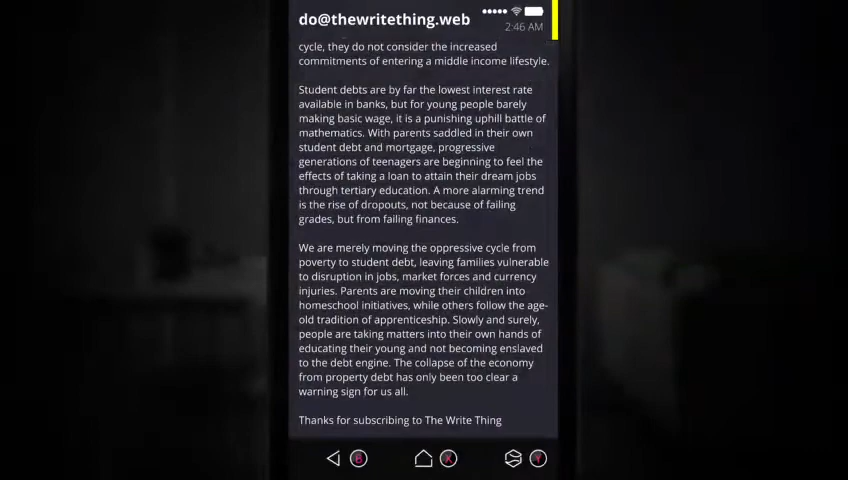 do@thewritething.web
2:46 AM
cycle, they do not consider the increased
commitments of entering a middle income lifestyle.
Student debts are by far the lowest interest rate
available in banks, but for young people barely
making basic wage, it is a punishing uphill battle of
mathematics. With parents saddled in their own
student debt and mortgage, progressive
generations of teenagers are beginning to feel the
effects of taking a loan to attain their dream jobs
through tertiary education. A more alarming trend
is the rise of dropouts, not because of failing
grades, but from failing finances.
We are merely moving the oppressive cycle from
poverty to student debt, leaving families vulnerable
to disruption in jobs, market forces and currency
injuries. Parents are moving their children into
homeschool initiatives, while others follow the age-
old tradition of apprenticeship. Slowly and surely,
people are taking matters into their own hands of
educating their young and not becoming enslaved
to the debt engine. The collapse of the economy
from property debt has only been too clear a
warning sign for us all.
Thanks for subscribing to The Write Thing
B X Y